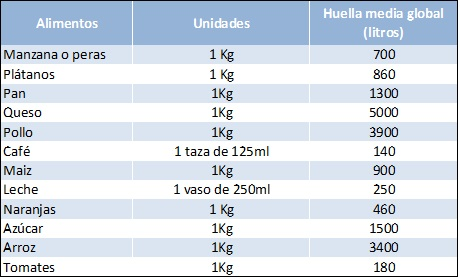 Alimentos Unidades Huella media global (litros)
Manzana o peras 1 Kg 700
Plátanos 1 Kg 860
Pan 1Kg 1300
Queso 1Kg 5000
Pollo 1Kg 3900
Café 1 taza de 125ml 140
Maiz 1Kg 900
Leche 1 vaso de 250ml 250
Naranjas 1 Kg 460
Azúcar 1Kg 1500
Arroz 1Kg 3400
Tomates 1Kg 180